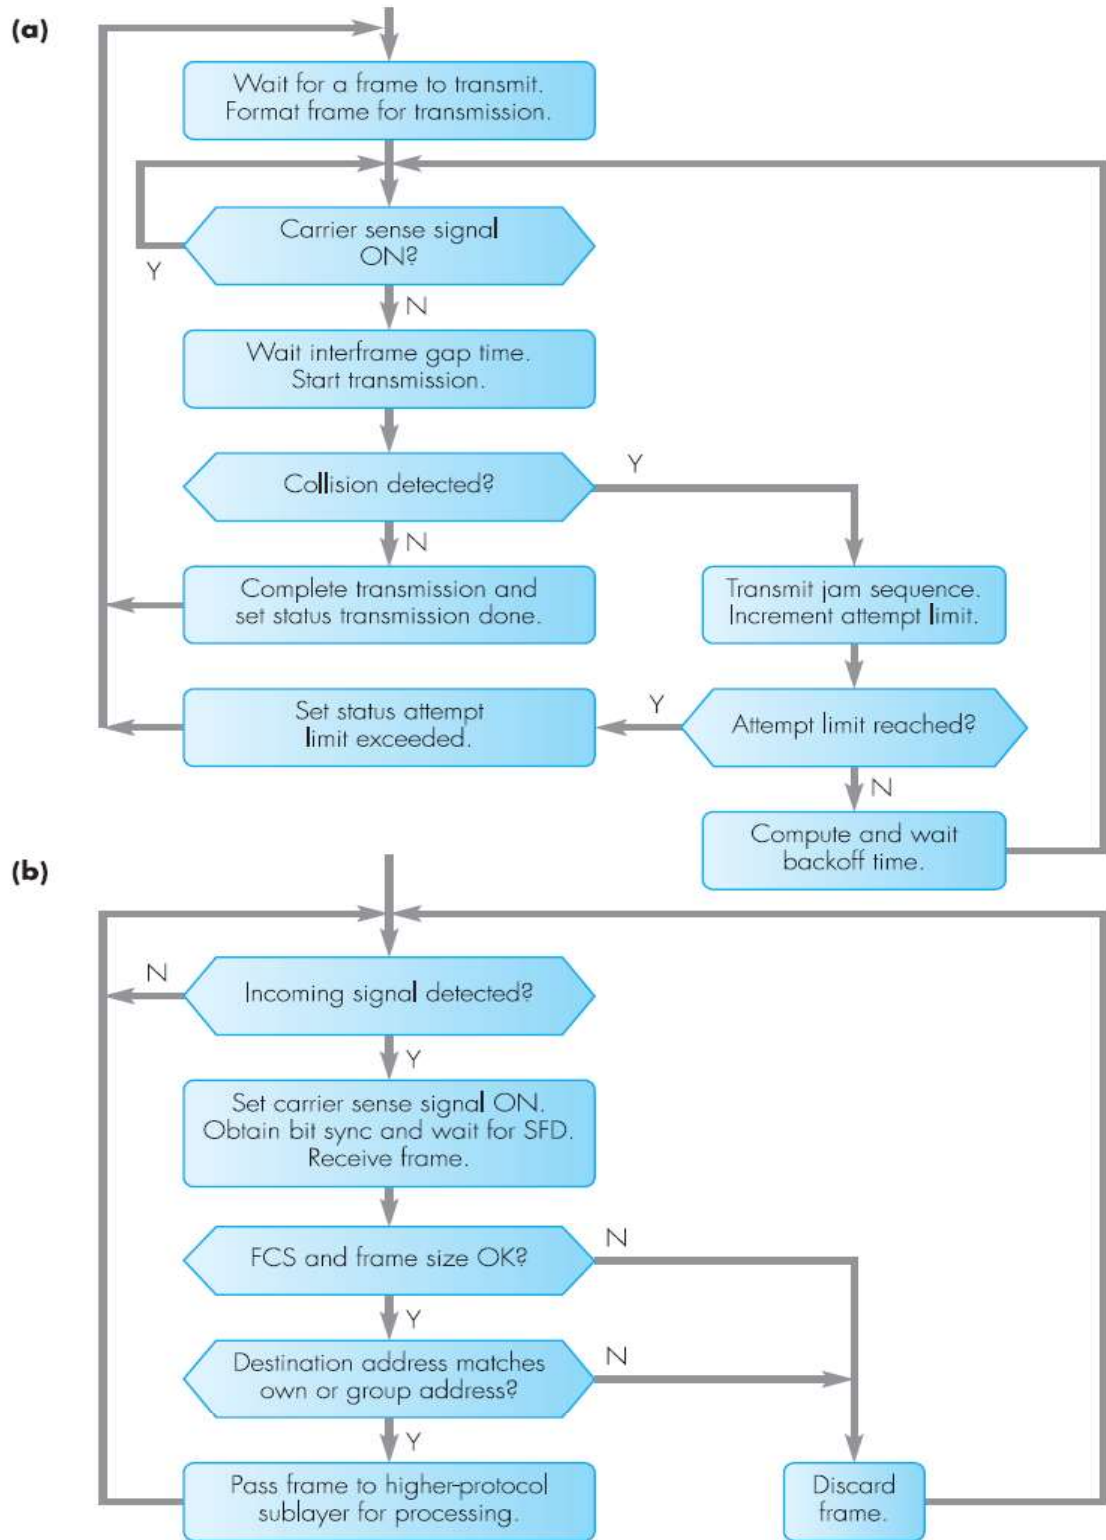 (a)
Wait for a frame to transmit.
Format frame for transmission.
Carrier sense signal
ON?
Y
N
Wait interframe gap time.
Start transmission.
Collision detected?
Y
N
Complete transmission and
set status transmission done.
Transmit jam sequence.
Increment attempt limit.
Set status attempt
limit exceeded.
Y
Attempt limit reached?
N
Compute and wait
backoff time.
(b)
N
Incoming signal detected?
Y
Set carrier sense signal ON.
Obtain bit sync and wait for SFD.
Receive frame.
FCS and frame size OK?
N
Y
Destination address matches
own or group address?
N
Y
Pass frame to higher-protocol
sublayer for processing.
Discard
frame.